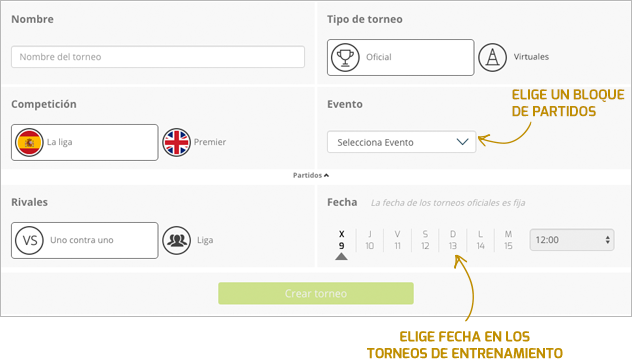 Nombre
Nombre del torneo
Tipo de torneo
Oficial
Virtuales
Competición
La liga
Premier
Evento
Selecciona Evento
ELIGE UN BLOQUE
DE PARTIDOS
Partidos
Rivales
VS
Uno contra uno
Liga
Fecha
La fecha de los torneos oficiales es fija
X J V S D L M
9 10 11 12 13 14 15
12:00
Crear torneo
ELIGE FECHA EN LOS
TORNEOS DE ENTRENAMIENTO